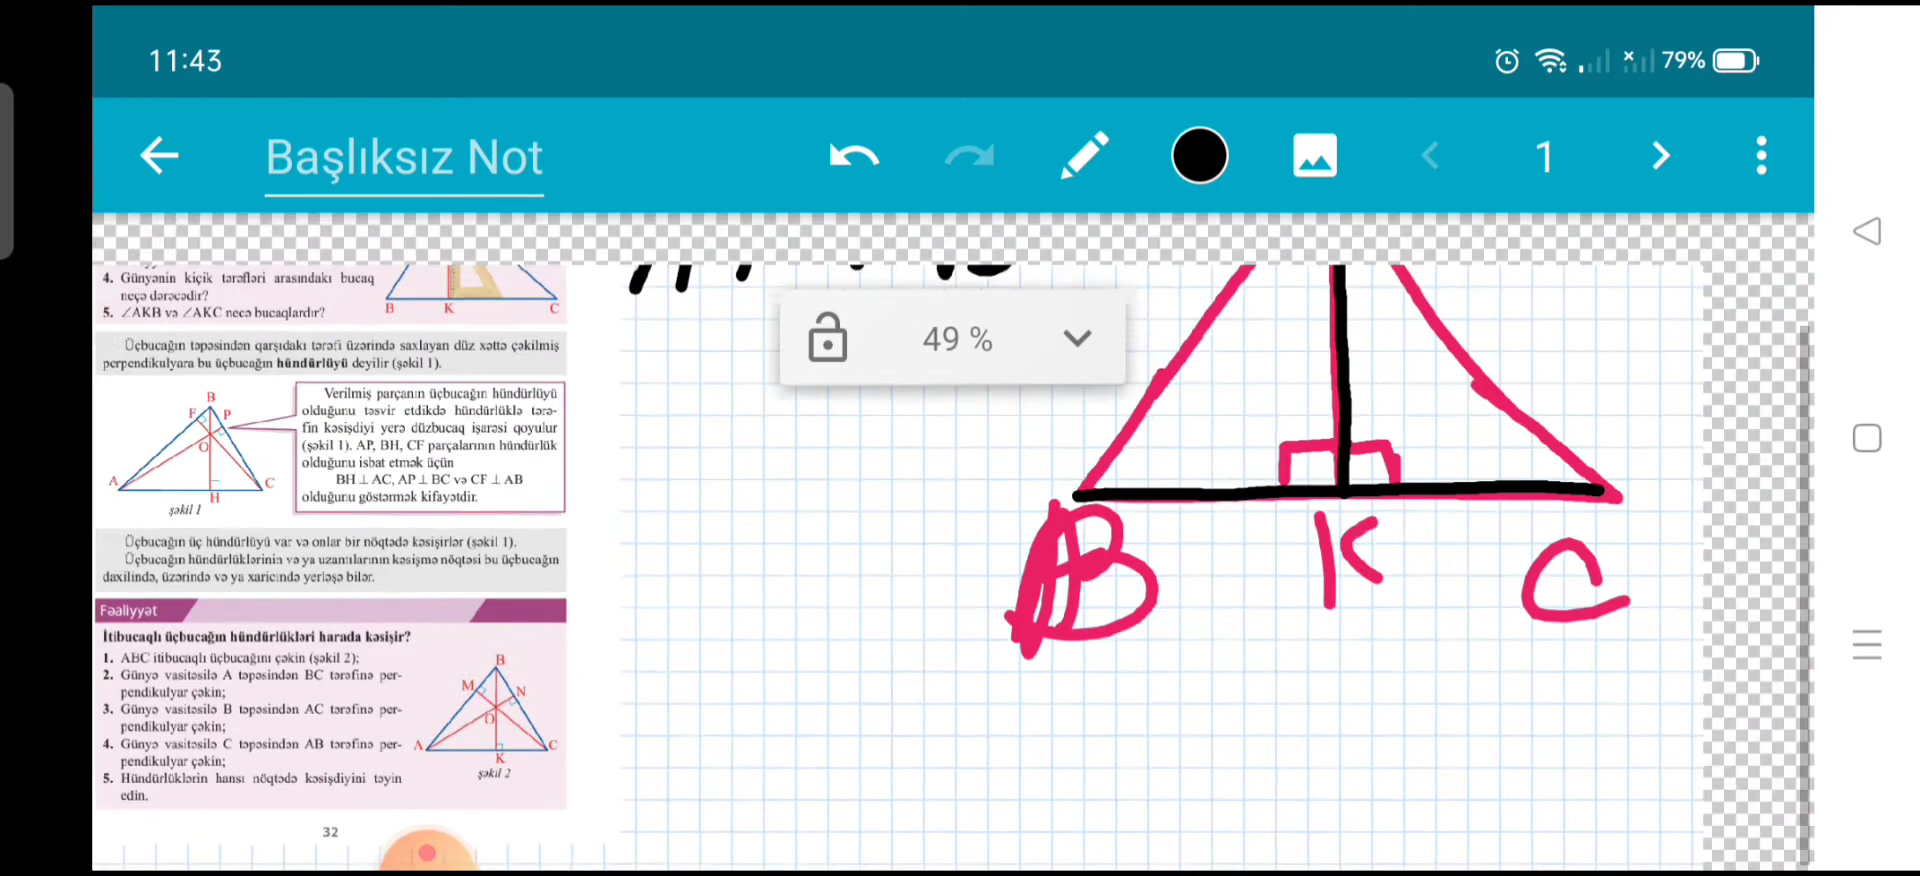 11:43
79%
Başlıksız Not
1
49 %
4. Günyənin kiçik tərəfləri arasındakı bucaq
neçə dərəcədir?
5. ∠AKB və ∠AKC necə bucaqlardır?
B K C
Üçbucağın təpəsindən qarşıdakı tərəfi üzərində saxlayan düz xəttə çəkilmiş
perpendikulyara bu üçbucağın hündürlüyü deyilir (şəkil 1).
B
F P
O
A C
H
şəkil 1
Verilmiş parçanın üçbucağın hündürlüyü
olduğunu təsvir etdikdə hündürlüklə tərə-
fin kəsişdiyi yerə düzbucaq işarəsi qoyulur
(şəkil 1). AP, BH, CF parçalarının hündürlük
olduğunu isbat etmək üçün
BH ⊥ AC, AP ⊥ BC və CF ⊥ AB
olduğunu göstərmək kifayətdir.
Üçbucağın üç hündürlüyü var və onlar bir nöqtədə kəsişirlər (şəkil 1).
Üçbucağın hündürlüklərinin və ya uzantılarının kəsişmə nöqtəsi bu üçbucağın
daxilində, üzərində və ya xaricində yerləşə bilər.
Fəaliyyət
İtibucaqlı üçbucağın hündürlükləri harada kəsişir?
1. ABC itibucaqlı üçbucağını çəkin (şəkil 2);
2. Günyə vasitəsilə A təpəsindən BC tərəfinə per-
pendikulyar çəkin;
3. Günyə vasitəsilə B təpəsindən AC tərəfinə per-
pendikulyar çəkin;
4. Günyə vasitəsilə C təpəsindən AB tərəfinə per-
pendikulyar çəkin;
5. Hündürlüklərin hansı nöqtədə kəsişdiyini təyin
edin.
B
M N
O
A C
K
şəkil 2
32
B K C